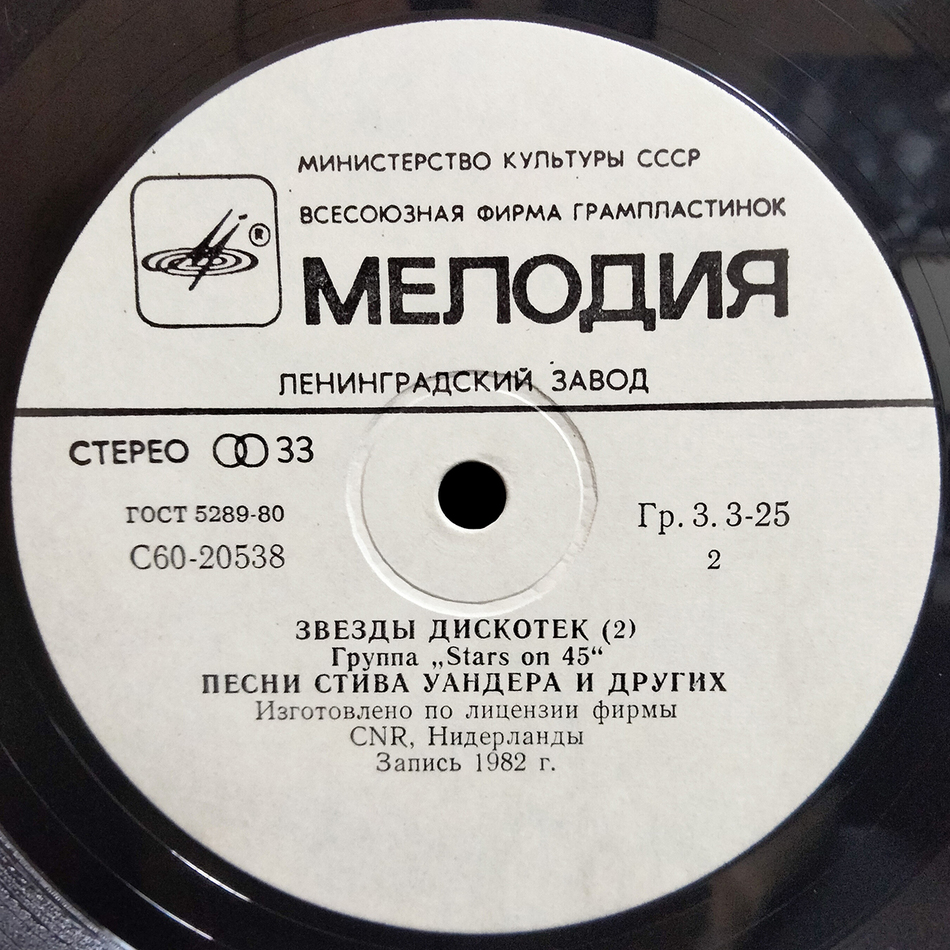 МИНИСТЕРСТВО КУЛЬТУРЫ СССР
ВСЕСОЮЗНАЯ ФИРМА ГРАМПЛАСТИНОК
®
МЕЛОДИЯ
ЛЕНИНГРАДСКИЙ ЗАВОД
СТЕРЕО 33
ГОСТ 5289-80 Гр. 3. 3-25
С60-20538 2
ЗВЕЗДЫ ДИСКОТЕК (2)
Группа „Stars on 45“
ПЕСНИ СТИВА УАНДЕРА И ДРУГИХ
Изготовлено по лицензии фирмы
CNR, Нидерланды
Запись 1982 г.